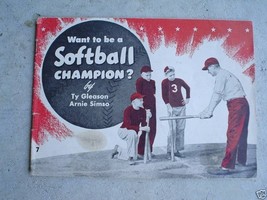 Want to be a
Softball
CHAMPION?
by
Ty Gleason
Arnie Simso
3
7